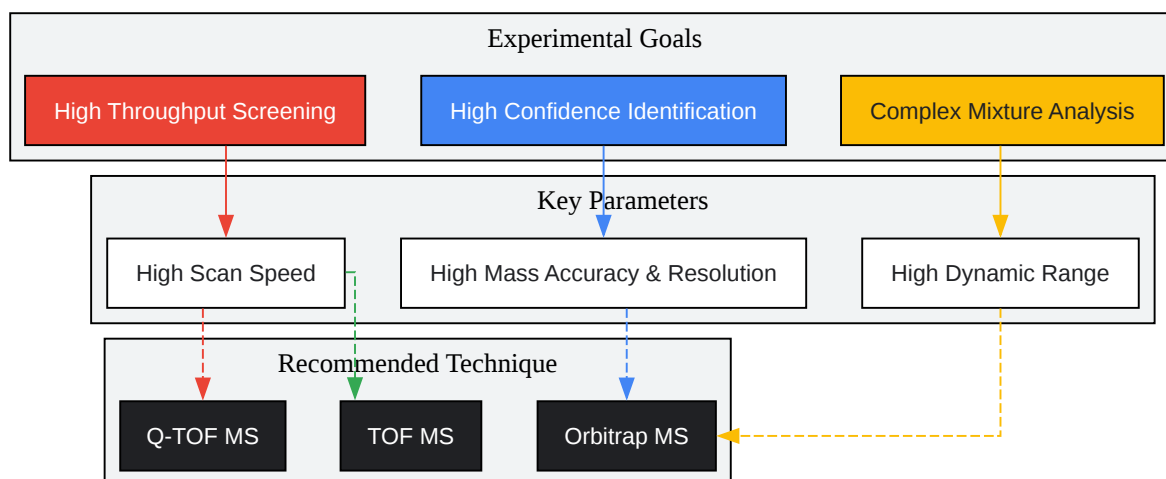 Experimental Goals
High Throughput Screening
High Confidence Identification
Complex Mixture Analysis
Key Parameters
High Scan Speed
High Mass Accuracy & Resolution
High Dynamic Range
Recommended Technique
Q-TOF MS
TOF MS
Orbitrap MS